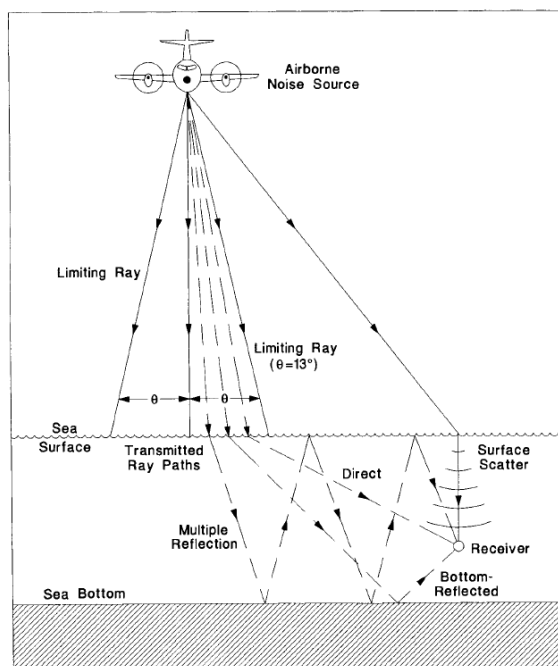 Airborne
Noise Source
Limiting Ray
Limiting Ray
(θ=13°)
θ
θ
Sea
Surface
Transmitted
Ray Paths
Direct
Surface
Scatter
Multiple
Reflection
Receiver
Bottom-
Reflected
Sea Bottom